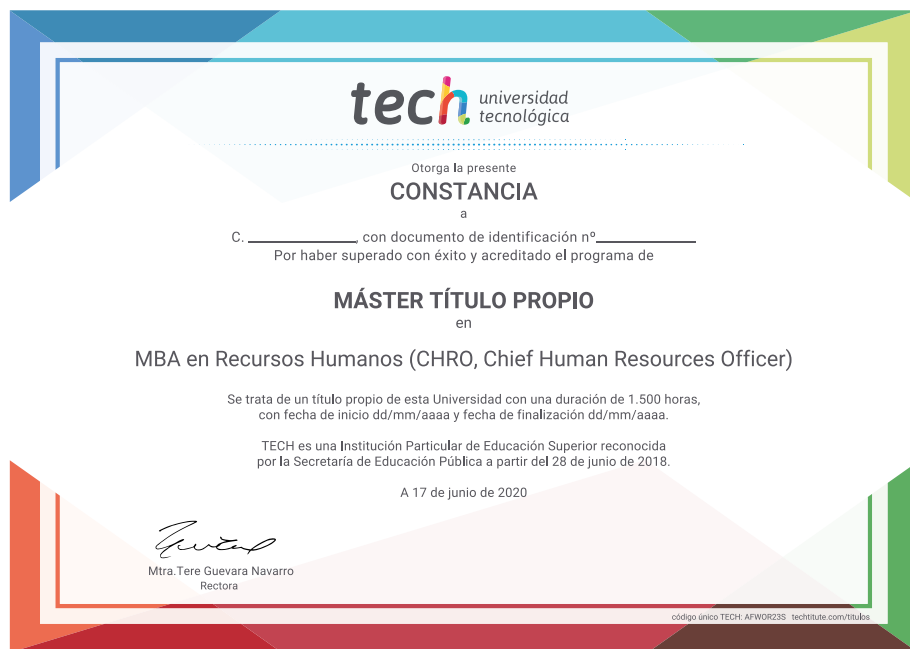 tech universidad
tecnológica
Otorga la presente
CONSTANCIA
a
C. ______________, con documento de identificación nº_____________
Por haber superado con éxito y acreditado el programa de
MÁSTER TÍTULO PROPIO
en
MBA en Recursos Humanos (CHRO, Chief Human Resources Officer)
Se trata de un título propio de esta Universidad con una duración de 1.500 horas,
con fecha de inicio dd/mm/aaaa y fecha de finalización dd/mm/aaaa.
TECH es una Institución Particular de Educación Superior reconocida
por la Secretaría de Educación Pública a partir del 28 de junio de 2018.
A 17 de junio de 2020
Mtra.Tere Guevara Navarro
Rectora
código único TECH: AFWOR23S techtitute.com/titulos